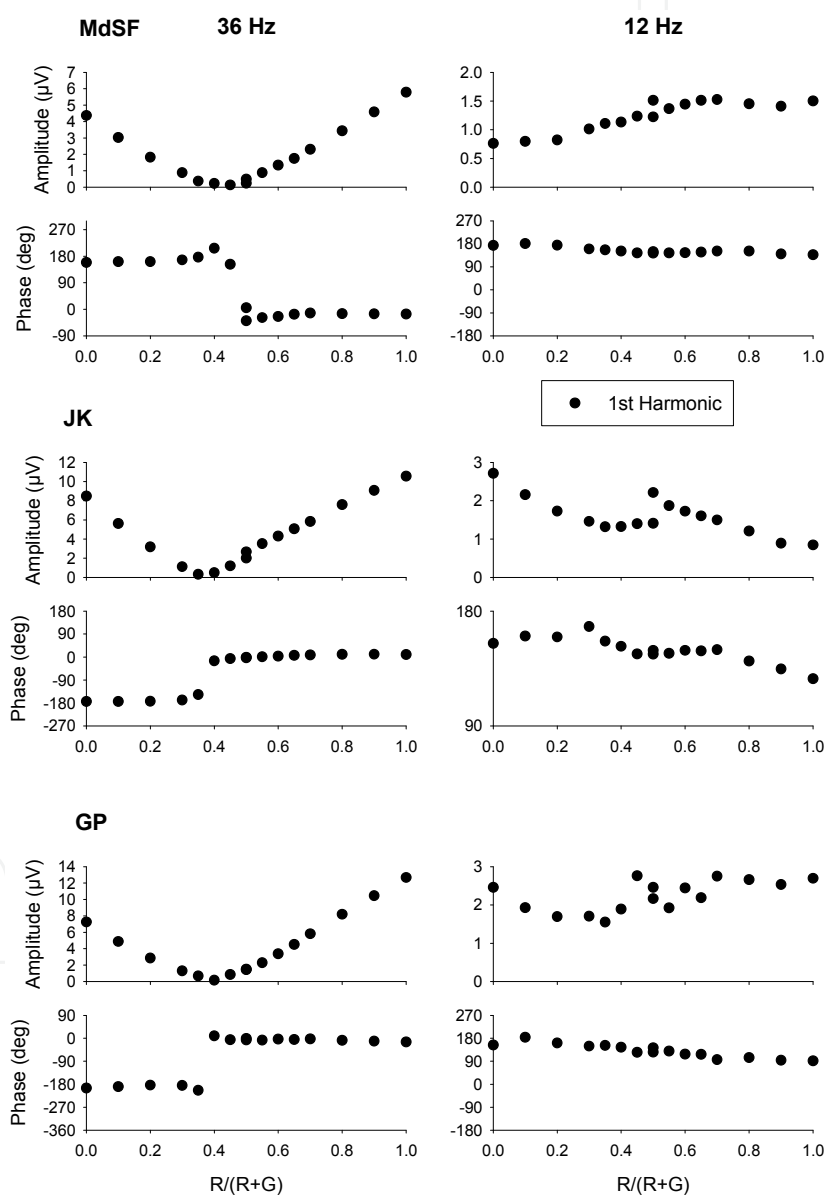 MdSF 36 Hz 12 Hz
Amplitude (µV) 7 6 5 4 3 2 1 0
2.0 1.5 1.0 0.5 0.0
Phase (deg) 270 180 90 0 -90
270 180 90 0 -90 -180
0.0 0.2 0.4 0.6 0.8 1.0 0.0 0.2 0.4 0.6 0.8 1.0
1st Harmonic
JK
Amplitude (µV) 12 10 8 6 4 2 0
3 2 1 0
Phase (deg) 180 90 0 -90 -180 -270
180 90
0.0 0.2 0.4 0.6 0.8 1.0 0.0 0.2 0.4 0.6 0.8 1.0
GP
Amplitude (µV) 14 12 10 8 6 4 2 0
3 2 1 0
Phase (deg) 90 0 -90 -180 -270 -360
270 180 90 0 -90 -180
0.0 0.2 0.4 0.6 0.8 1.0 0.0 0.2 0.4 0.6 0.8 1.0
R/(R+G) R/(R+G)